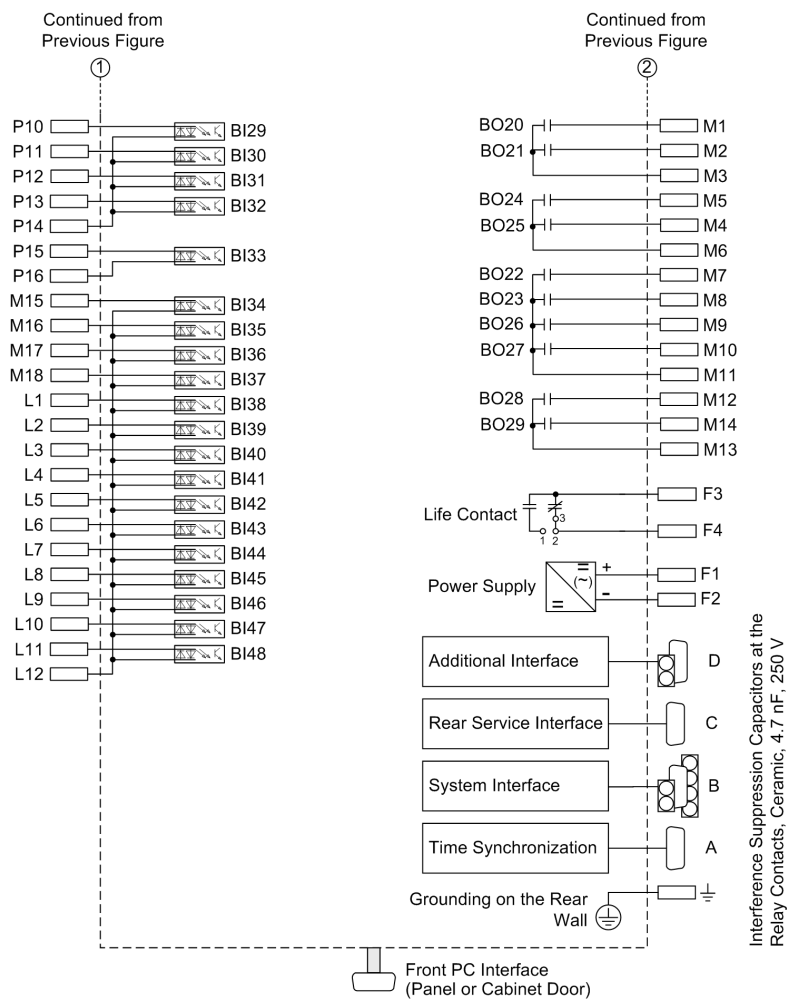 Continued from
Previous Figure
1
Continued from
Previous Figure
2
P10
BI29
P11
BI30
P12
BI31
P13
BI32
P14
P15
BI33
P16
M15
BI34
M16
BI35
M17
BI36
M18
BI37
L1
BI38
L2
BI39
L3
BI40
L4
BI41
L5
BI42
L6
BI43
L7
BI44
L8
BI45
L9
BI46
L10
BI47
L11
BI48
L12
BO20
M1
BO21
M2
M3
BO24
M5
BO25
M4
M6
BO22
M7
BO23
M8
BO26
M9
BO27
M10
M11
BO28
M12
BO29
M14
M13
Life Contact
3
1 2
F3
F4
Power Supply
=
(~)
=
+
-
F1
F2
Additional Interface
D
Rear Service Interface
C
System Interface
B
Time Synchronization
A
Grounding on the Rear
Wall
Front PC Interface
(Panel or Cabinet Door)
Interference Suppression Capacitors at the
Relay Contacts, Ceramic, 4.7 nF, 250 V